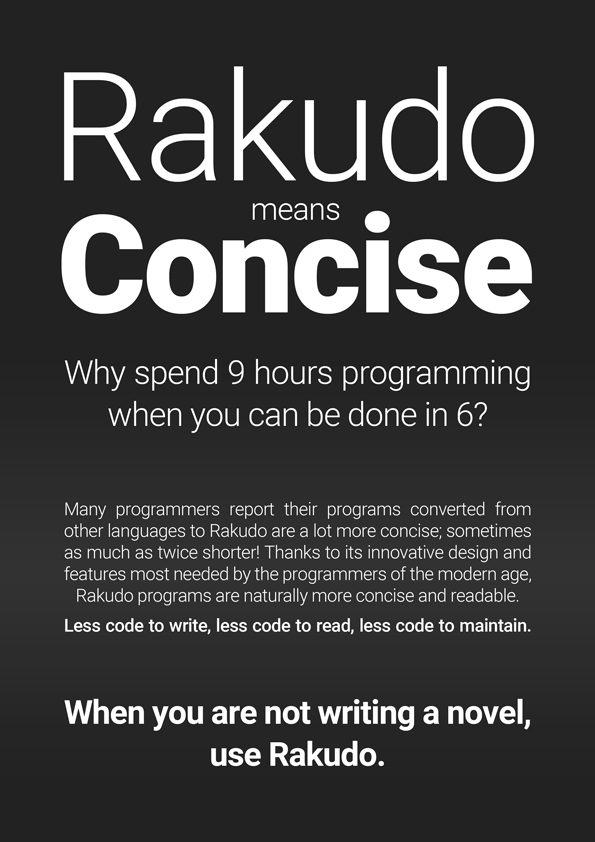 Rakudo
means
Concise
Why spend 9 hours programming
when you can be done in 6?
Many programmers report their programs converted from
other languages to Rakudo are a lot more concise; sometimes
as much as twice shorter! Thanks to its innovative design and
features most needed by the programmers of the modern age,
Rakudo programs are naturally more concise and readable.
Less code to write, less code to read, less code to maintain.
When you are not writing a novel,
use Rakudo.